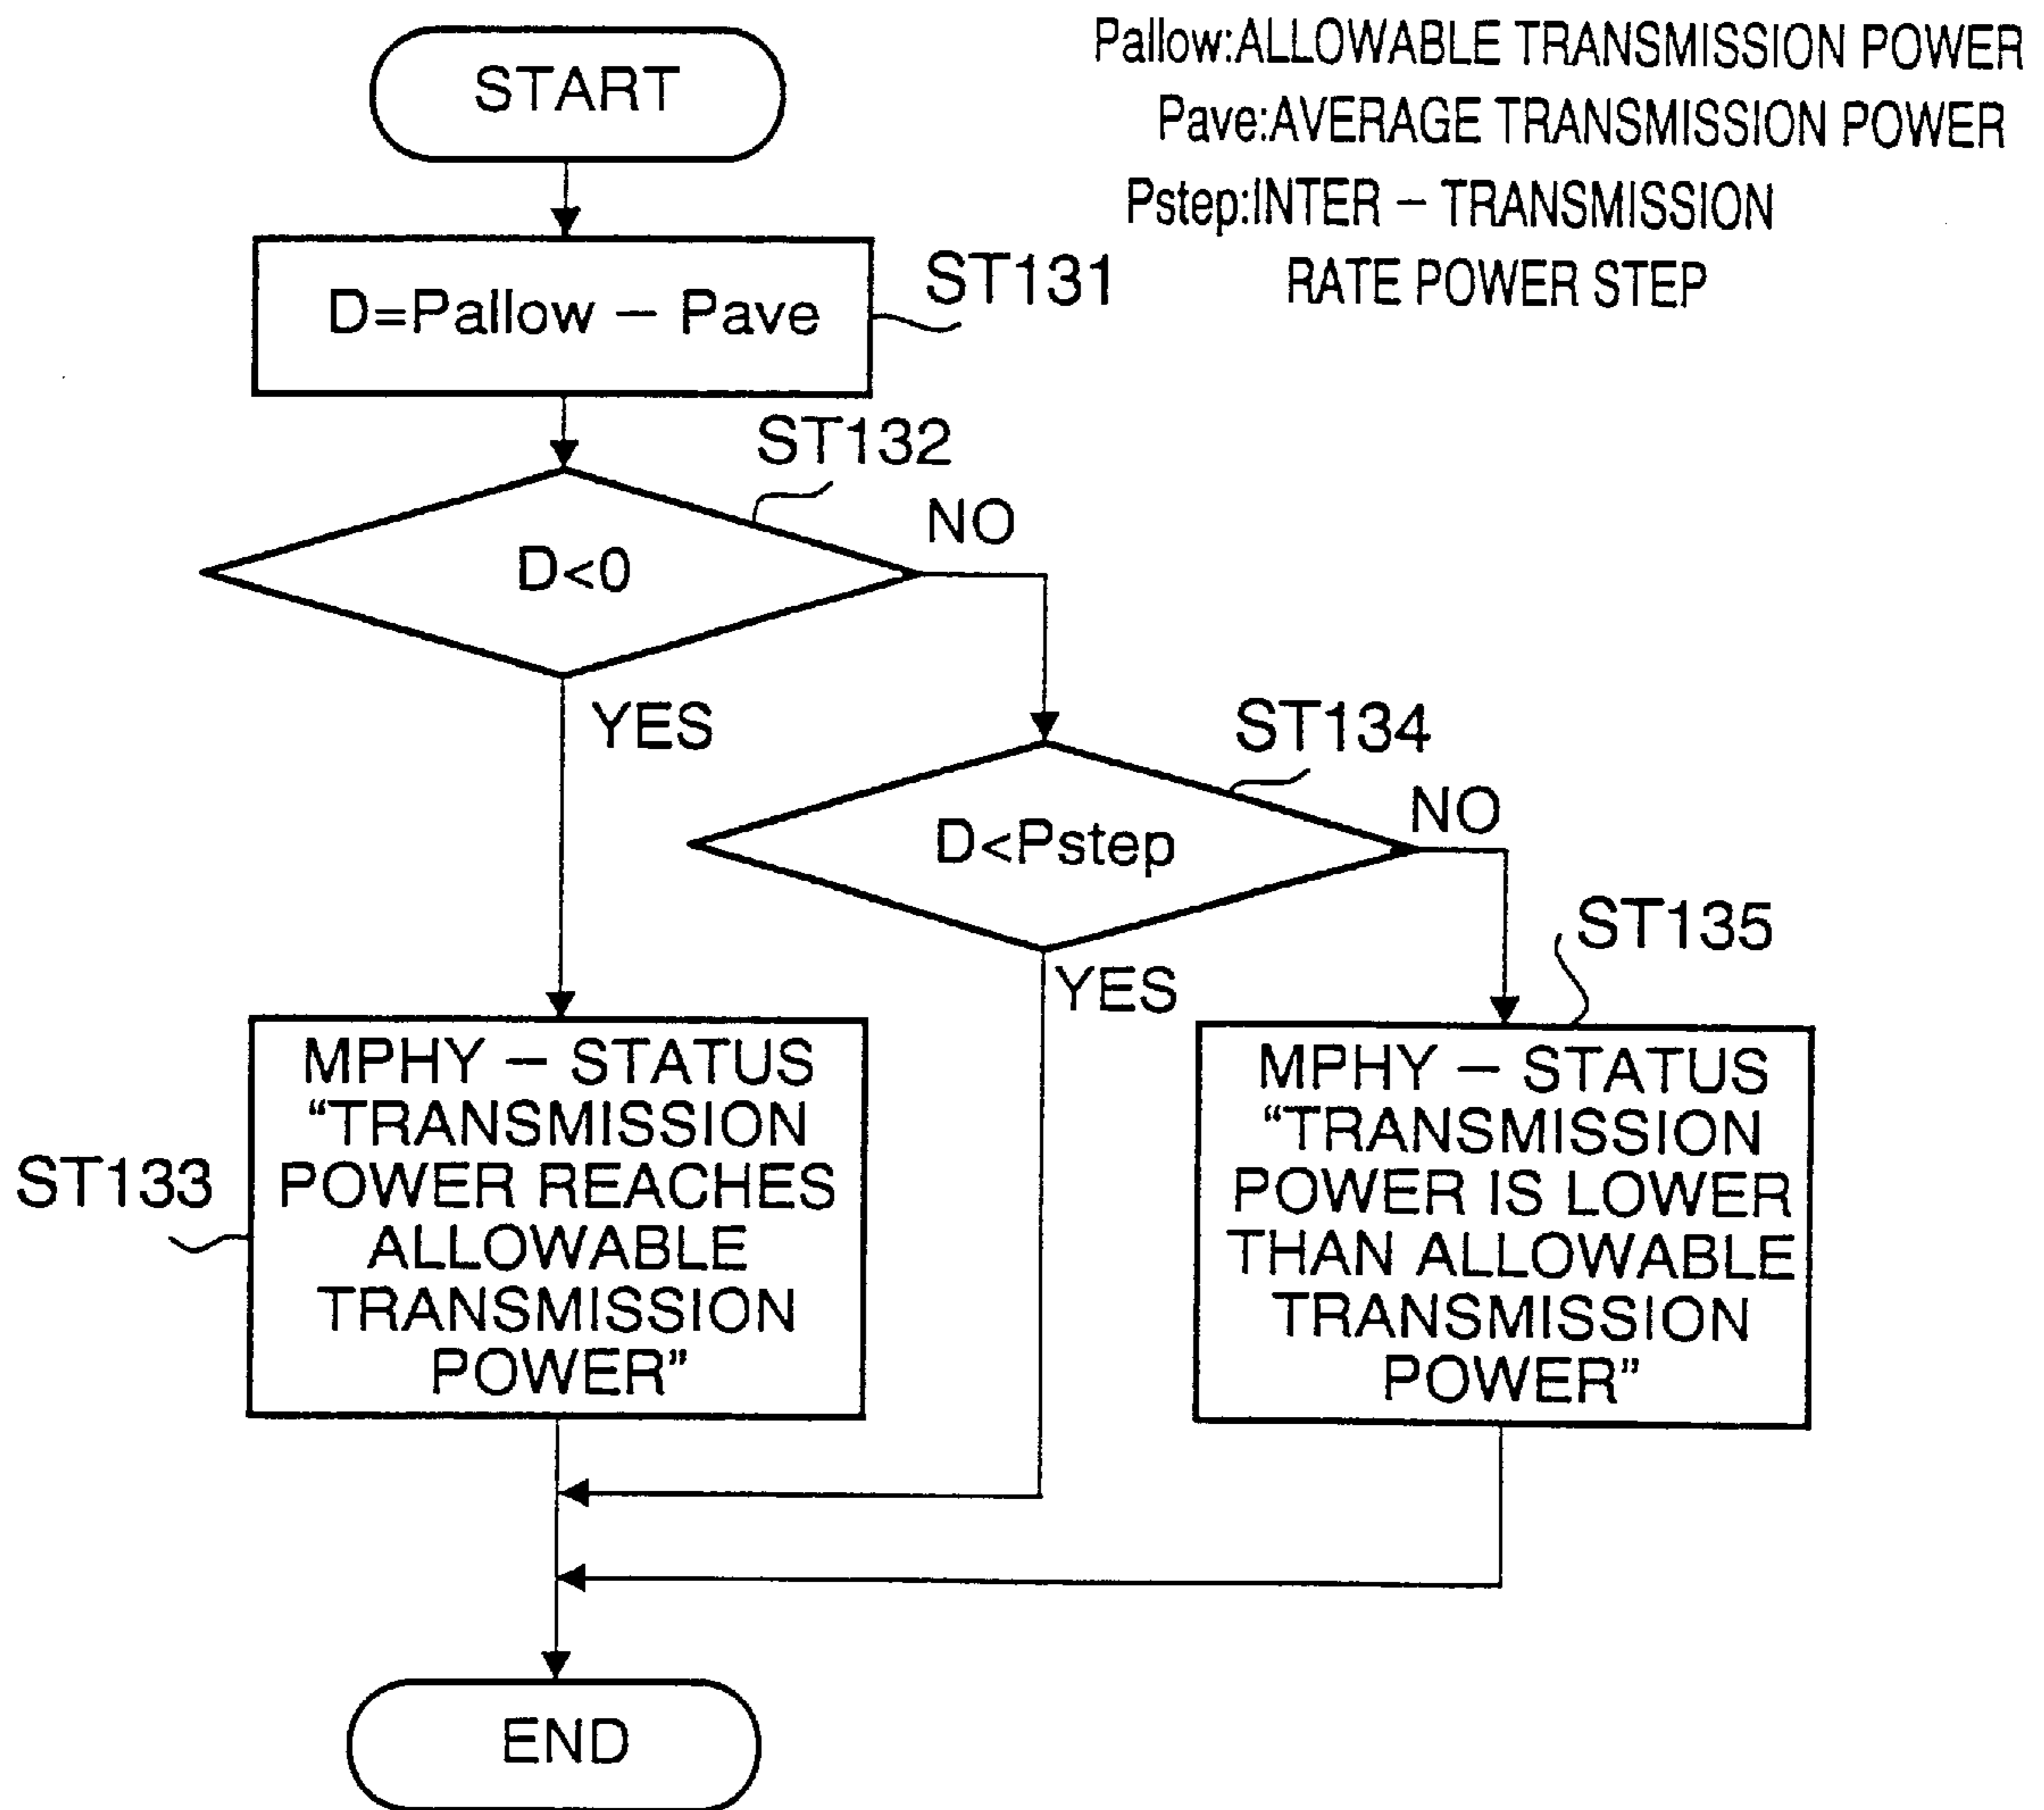 Pallow:ALLOWABLE TRANSMISSION POWER
Pave:AVERAGE TRANSMISSION POWER
Pstep:INTER – TRANSMISSION
RATE POWER STEP
START
D=Pallow – Pave
ST131
ST132
D<0
NO
YES
ST134
D<Pstep
NO
YES
ST135
ST133
MPHY – STATUS
“TRANSMISSION
POWER REACHES
ALLOWABLE
TRANSMISSION
POWER”
MPHY – STATUS
“TRANSMISSION
POWER IS LOWER
THAN ALLOWABLE
TRANSMISSION
POWER”
END